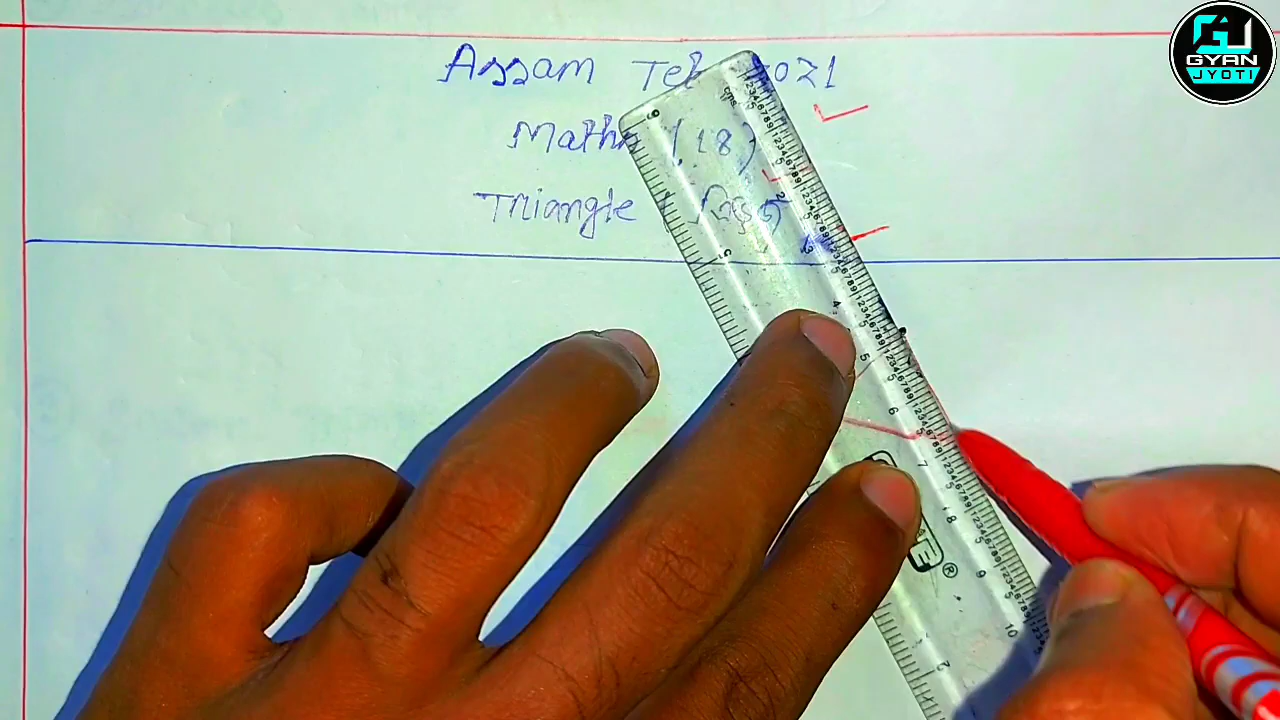 Assam Tet 2021
Maths (18)
Triangle
GYAN
JYOTI